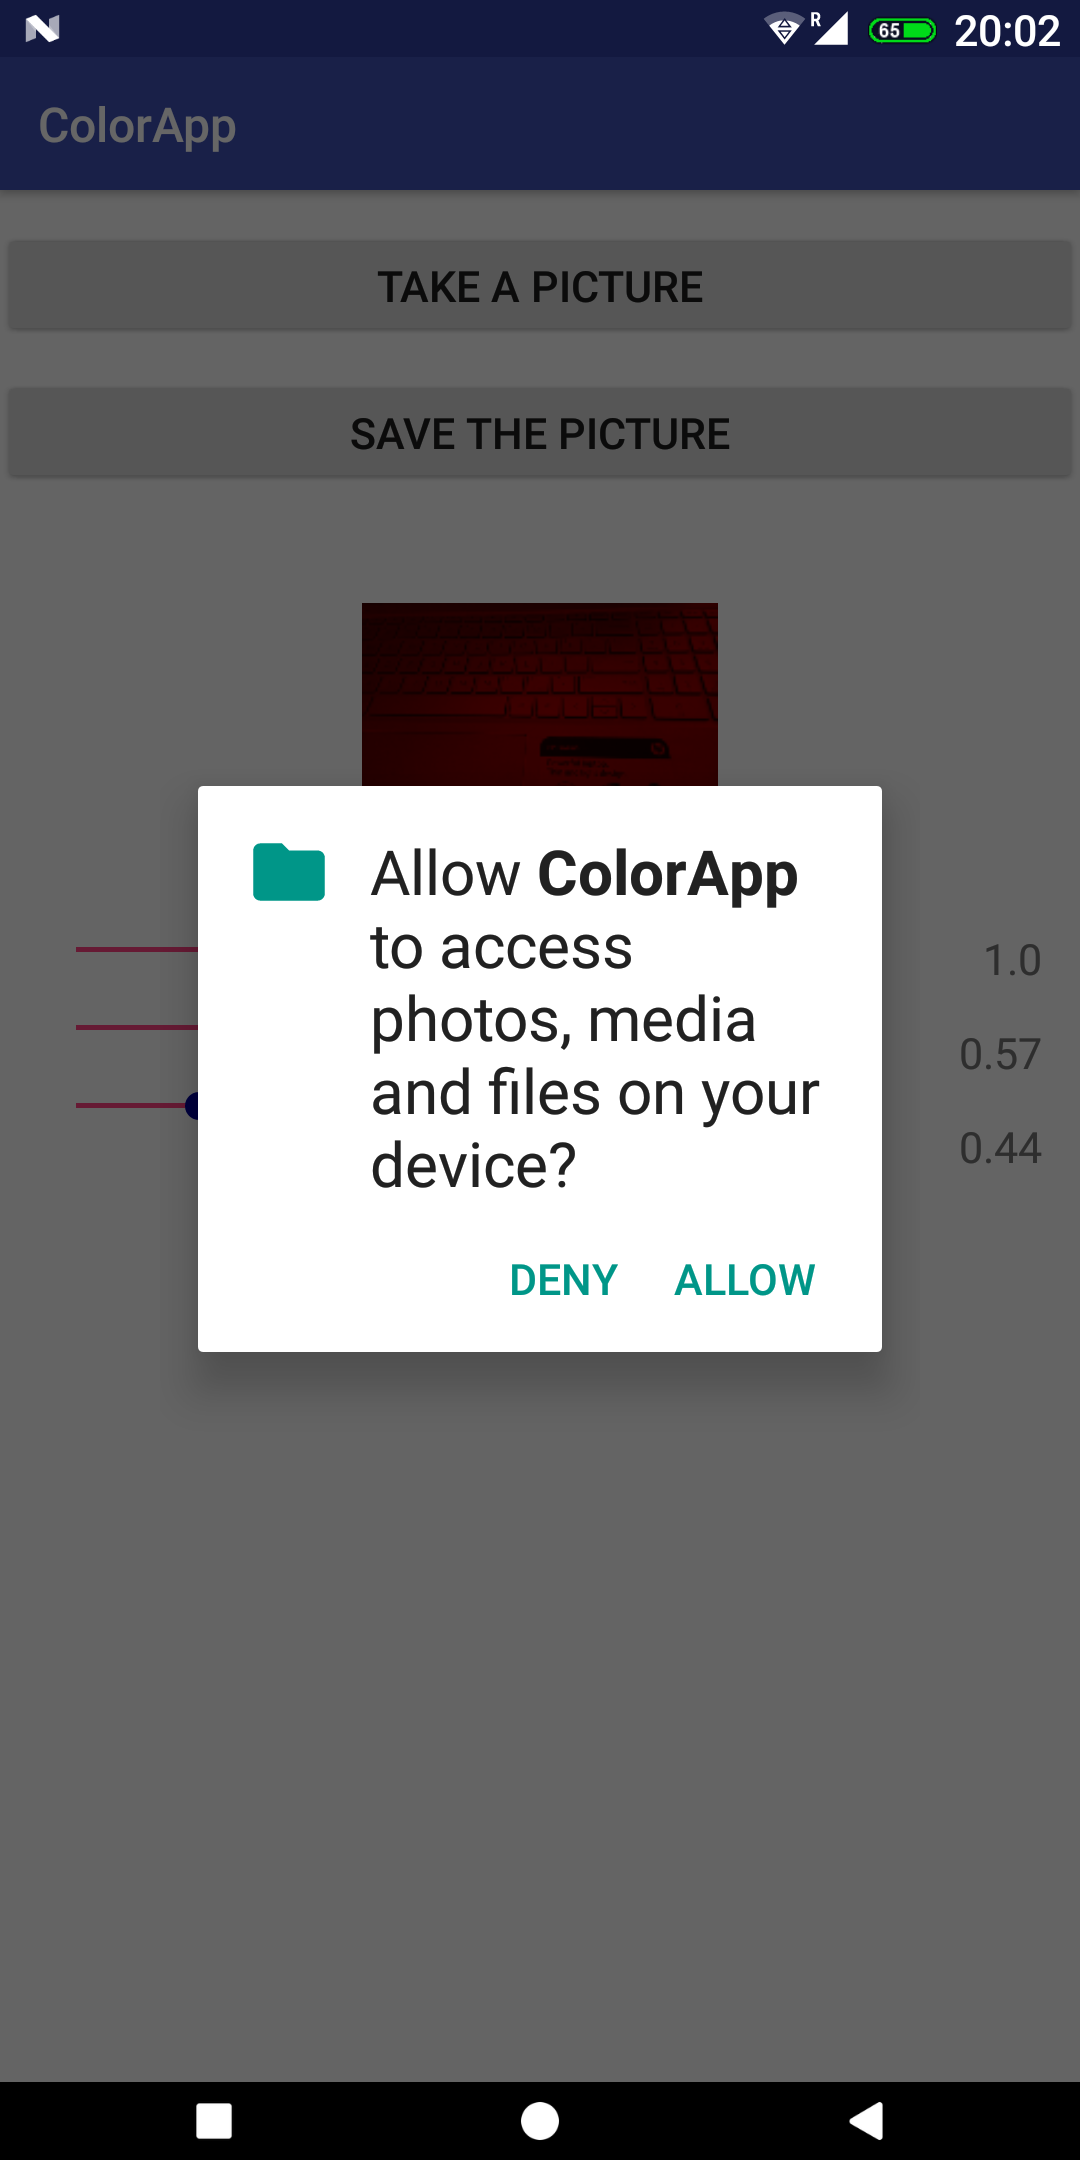 R 65 20:02
ColorApp
TAKE A PICTURE
SAVE THE PICTURE
Allow ColorApp
to access
photos, media
and files on your
device?
1.0
0.57
0.44
DENY ALLOW